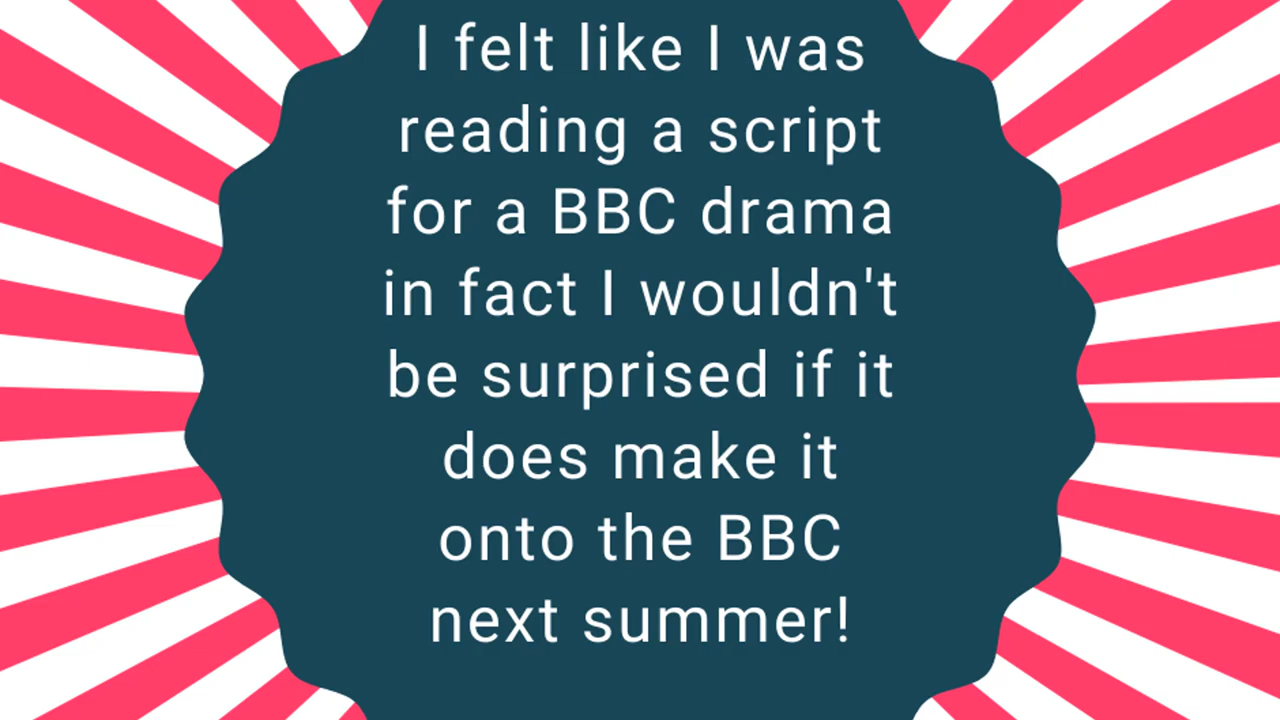 I felt like I was
reading a script
for a BBC drama
in fact I wouldn't
be surprised if it
does make it
onto the BBC
next summer!